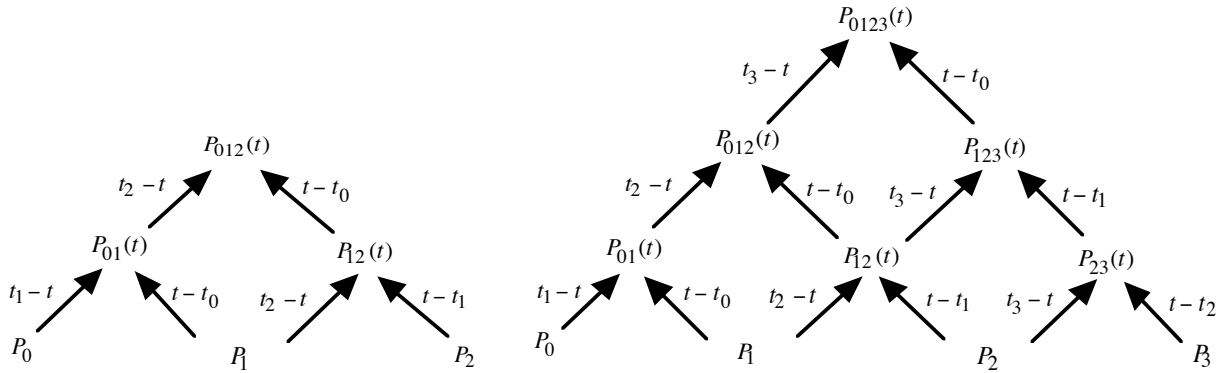 P₀₁₂₃(t)
t₃ − t t − t₀
P₀₁₂(t) P₀₁₂(t) P₁₂₃(t)
t₂ − t t − t₀ t₂ − t t − t₀ t₃ − t t − t₁
P₀₁(t) P₁₂(t) P₀₁(t) P₁₂(t) P₂₃(t)
t₁ − t t − t₀ t₂ − t t − t₁ t₁ − t t − t₀ t₂ − t t − t₁ t₃ − t t − t₂
P₀ P₁ P₂ P₀ P₁ P₂ P₃